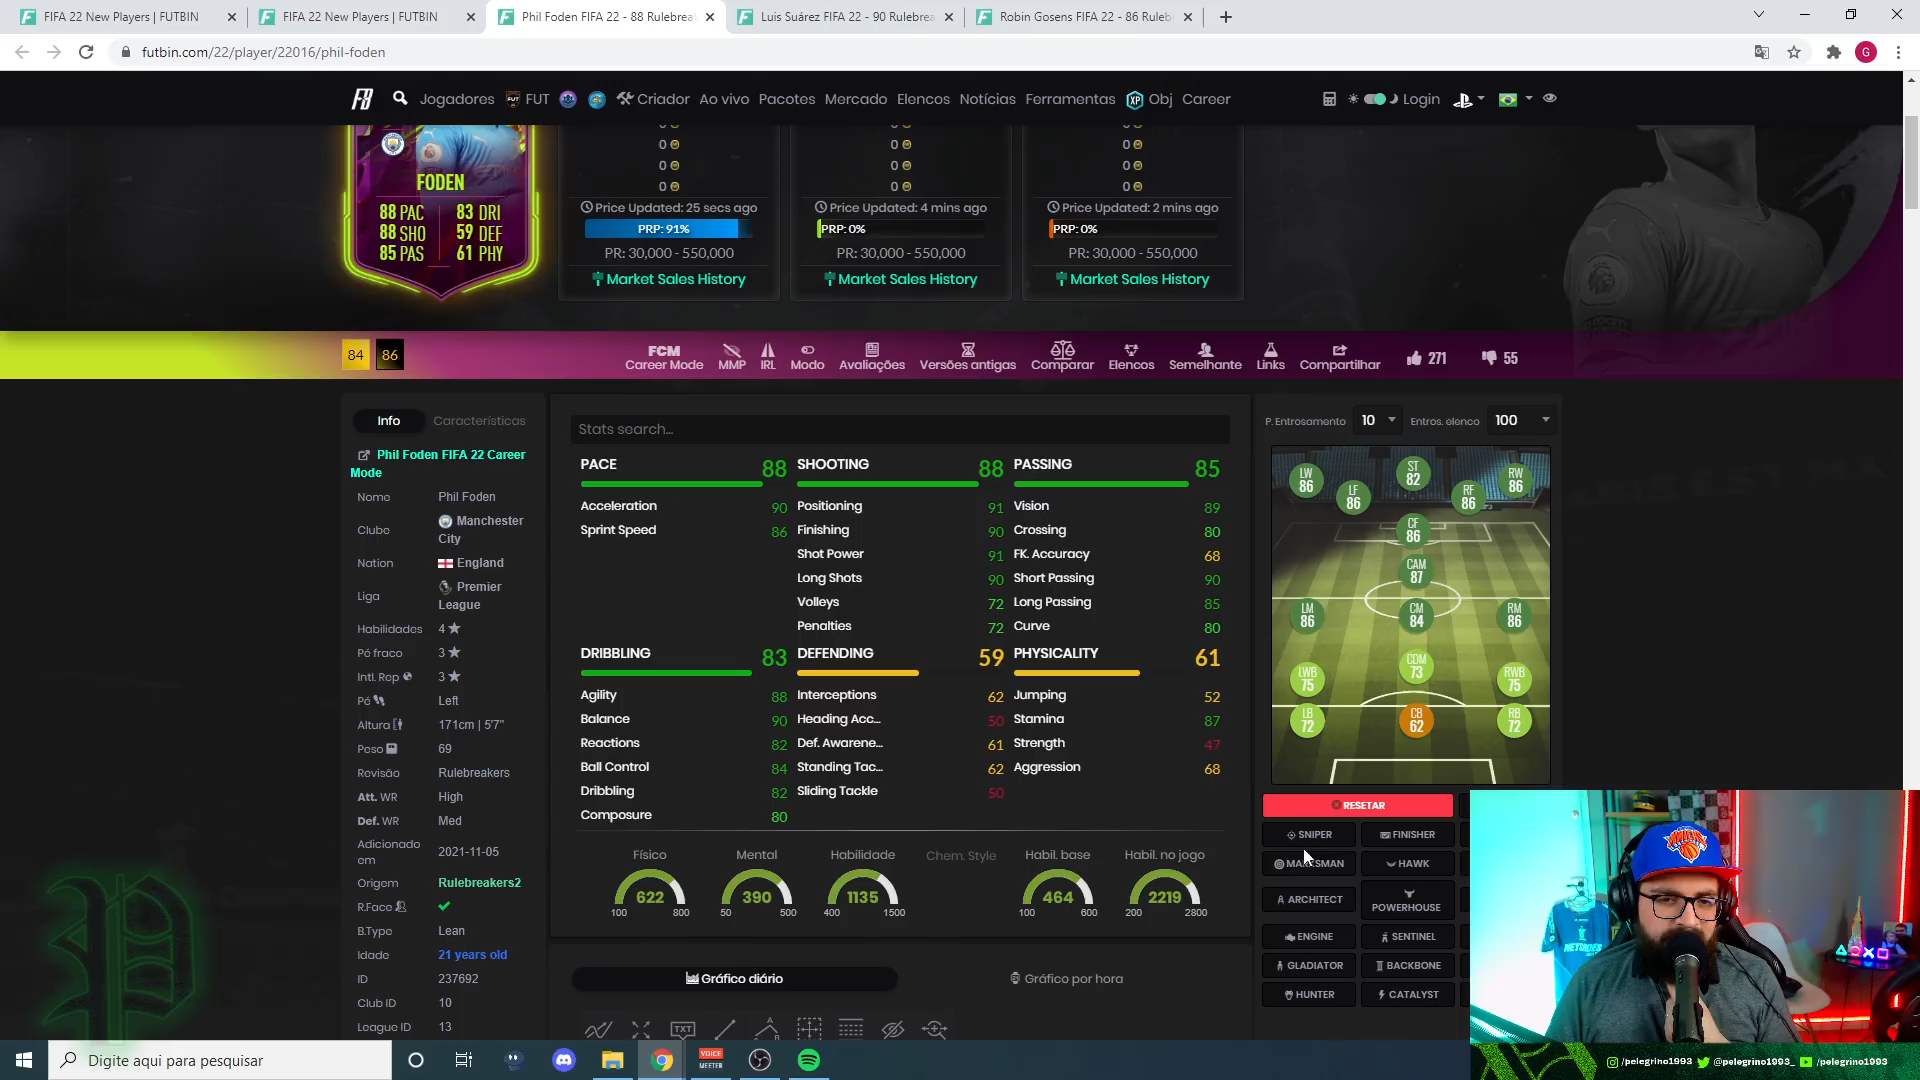 FIFA 22 New Players | FUTBIN
FIFA 22 New Players | FUTBIN
Phil Foden FIFA 22 - 88 Rulebrea
Luis Suárez FIFA 22 - 90 Rulebrea
Robin Gosens FIFA 22 - 86 Ruleb
futbin.com/22/player/22016/phil-foden
G
Jogadores FUT Criador Ao vivo Pacotes Mercado Elencos Notícias Ferramentas XP Obj Career Login
FODEN
88 PAC 83 DRI
88 SHO 59 DEF
85 PAS 61 PHY
0
0
0
Price Updated: 25 secs ago
PRP: 91%
PR: 30,000 - 550,000
Market Sales History
0
0
0
Price Updated: 4 mins ago
PRP: 0%
PR: 30,000 - 550,000
Market Sales History
0
0
0
Price Updated: 2 mins ago
PRP: 0%
PR: 30,000 - 550,000
Market Sales History
84 86
FCM
Career Mode MMP IRL Modo Avaliações Versões antigas Comparar Elencos Semelhante Links Compartilhar 271 55
Info Características
Phil Foden FIFA 22 Career
Mode
Nome Phil Foden
Clube Manchester
City
Nation England
Liga Premier
League
Habilidades 4
Pé fraco 3
Intl. Rep 3
Pé Left
Altura 171cm | 5'7"
Peso 69
Revisão Rulebreakers
Att. WR High
Def. WR Med
Adicionado
em 2021-11-05
Origem Rulebreakers2
R.Face
B.Type Lean
Idade 21 years old
ID 237692
Club ID 10
League ID 13
Stats search...
PACE 88
Acceleration 90
Sprint Speed 86
SHOOTING 88
Positioning 91
Finishing 90
Shot Power 91
Long Shots 90
Volleys 72
Penalties 72
PASSING 85
Vision 89
Crossing 80
FK. Accuracy 68
Short Passing 90
Long Passing 85
Curve 80
DRIBBLING 83
Agility 88
Balance 90
Reactions 82
Ball Control 84
Dribbling 82
Composure 80
DEFENDING 59
Interceptions 62
Heading Acc... 50
Def. Awarene... 61
Standing Tac... 62
Sliding Tackle 50
PHYSICALITY 61
Jumping 52
Stamina 87
Strength 47
Aggression 68
Físico Mental Habilidade Chem. Style Habil. base Habil. no jogo
622 390 1135 464 2219
100 800 50 500 400 1500 100 600 200 2800
Gráfico diário Gráfico por hora
TXT
P. Entrosamento 10 Entros. elenco 100
LW
86
ST
82
RW
86
LF
86
RF
86
CF
86
CAM
87
LM
86
CM
84
RM
86
LWB
75
CDM
73
RWB
75
LB
72
CB
62
RB
72
RESETAR
SNIPER FINISHER
MARKSMAN HAWK
ARCHITECT POWERHOUSE
ENGINE SENTINEL
GLADIATOR BACKBONE
HUNTER CATALYST
Digite aqui para pesquisar
VOICE
MEETER
/pelegrino1993 @pelegrino1993_ /pelegrino1993